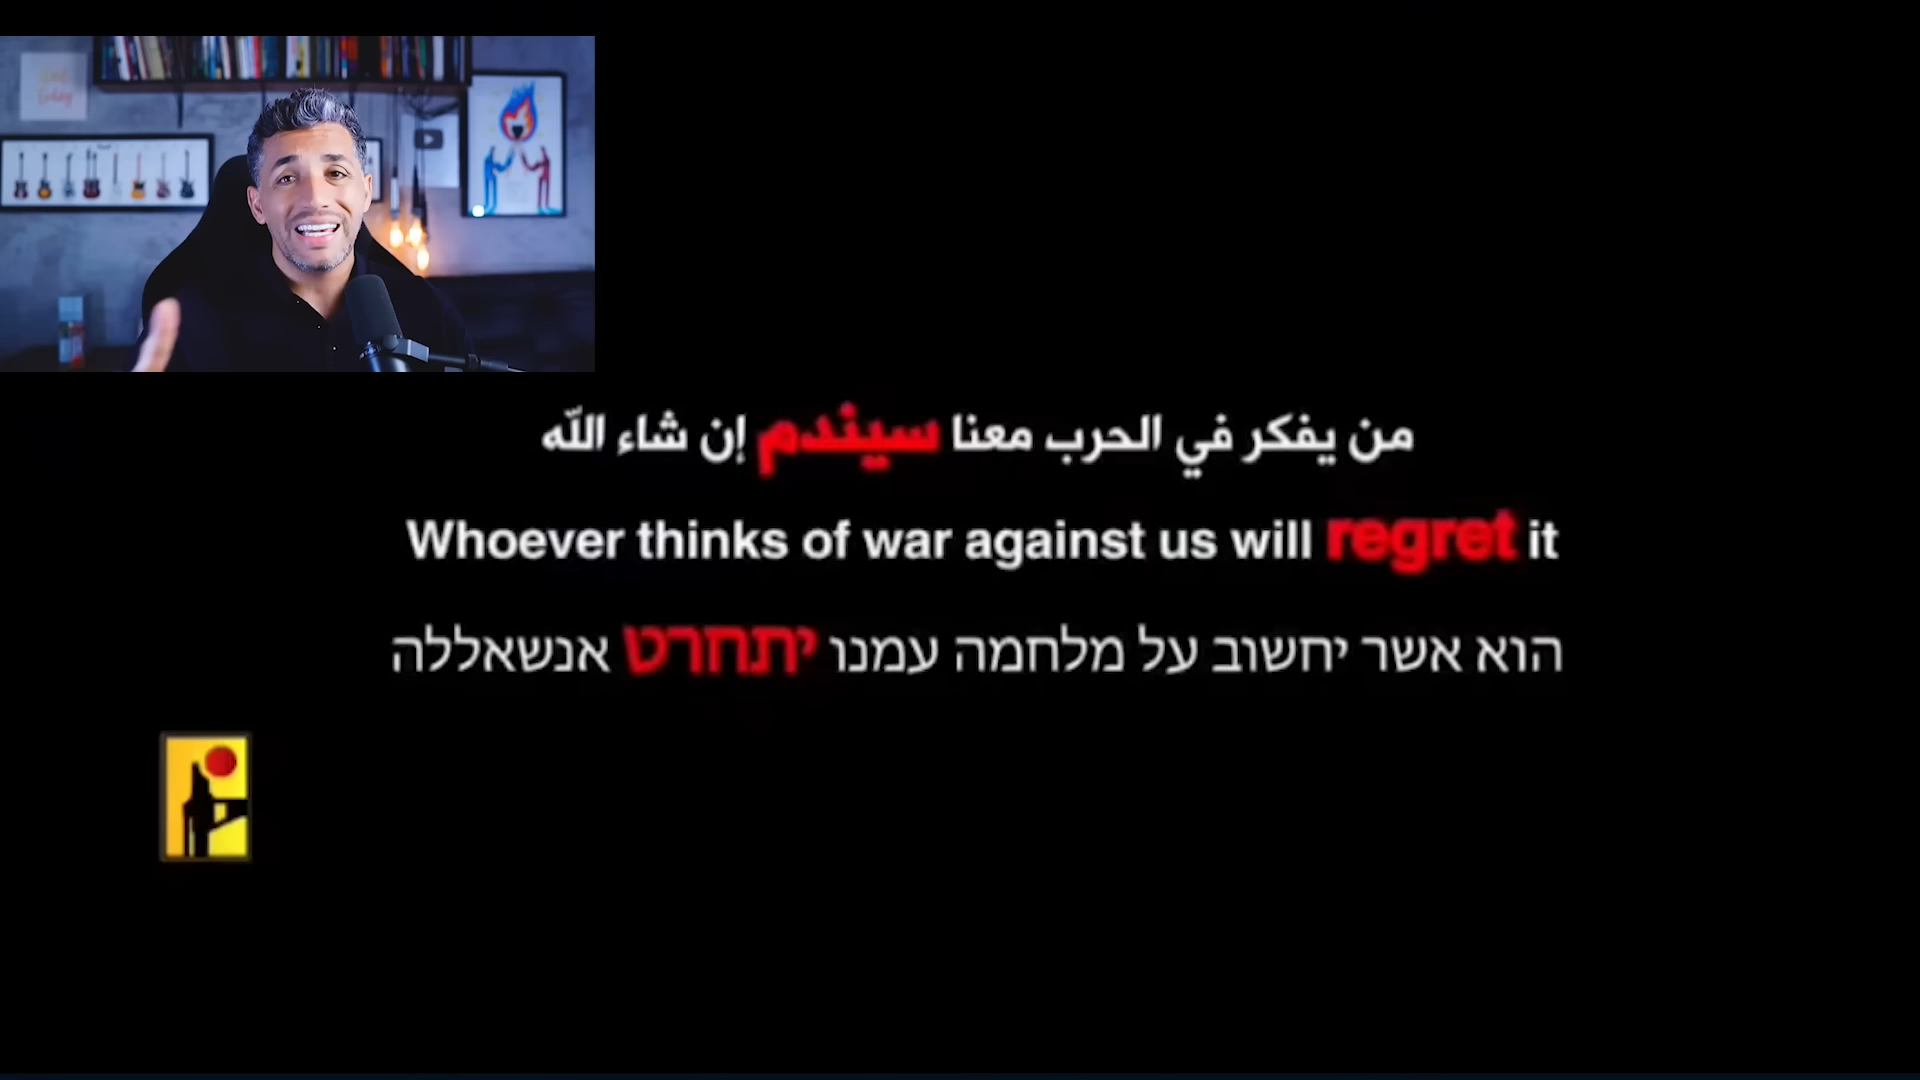 من يفكر في الحرب معنا سيندم إن شاء الله
Whoever thinks of war against us will regret it
הוא אשר יחשוב על מלחמה עמנו יתחרט אנשאללה